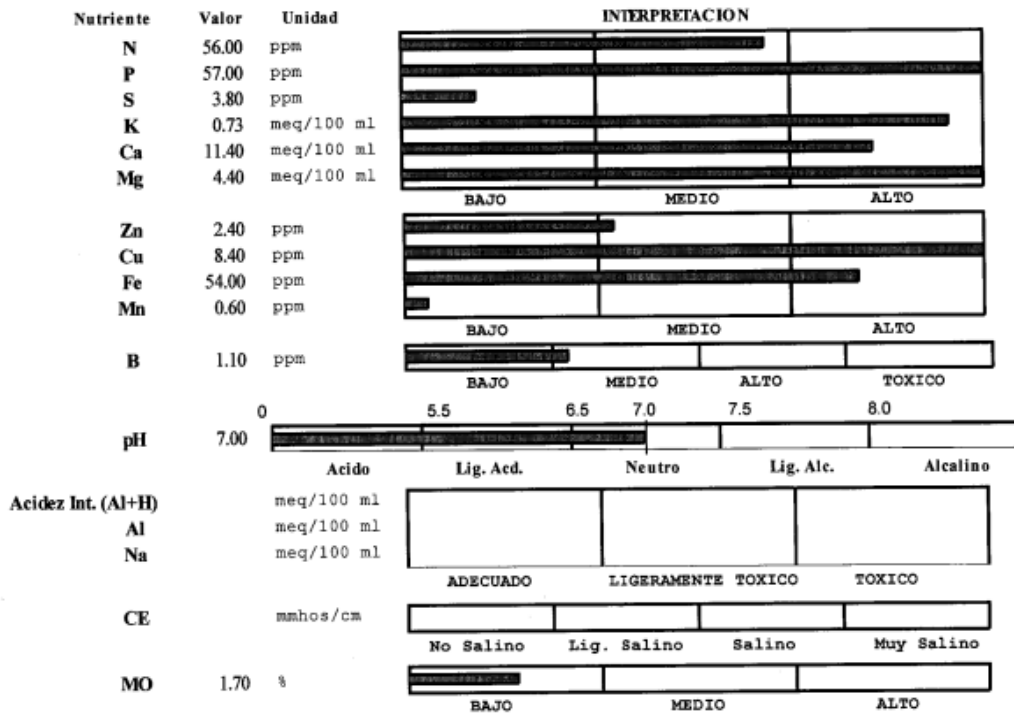 Nutriente Valor Unidad INTERPRETACION
N 56.00 ppm
P 57.00 ppm
S 3.80 ppm
K 0.73 meq/100 ml
Ca 11.40 meq/100 ml
Mg 4.40 meq/100 ml
BAJO MEDIO ALTO
Zn 2.40 ppm
Cu 8.40 ppm
Fe 54.00 ppm
Mn 0.60 ppm
BAJO MEDIO ALTO
B 1.10 ppm
BAJO MEDIO ALTO TOXICO
0 5.5 6.5 7.0 7.5 8.0
pH 7.00
Acido Lig. Acd. Neutro Lig. Alc. Alcalino
Acidez Int. (Al+H) meq/100 ml
Al meq/100 ml
Na meq/100 ml
ADECUADO LIGERAMENTE TOXICO TOXICO
CE mmhos/cm
No Salino Lig. Salino Salino Muy Salino
MO 1.70 %
BAJO MEDIO ALTO